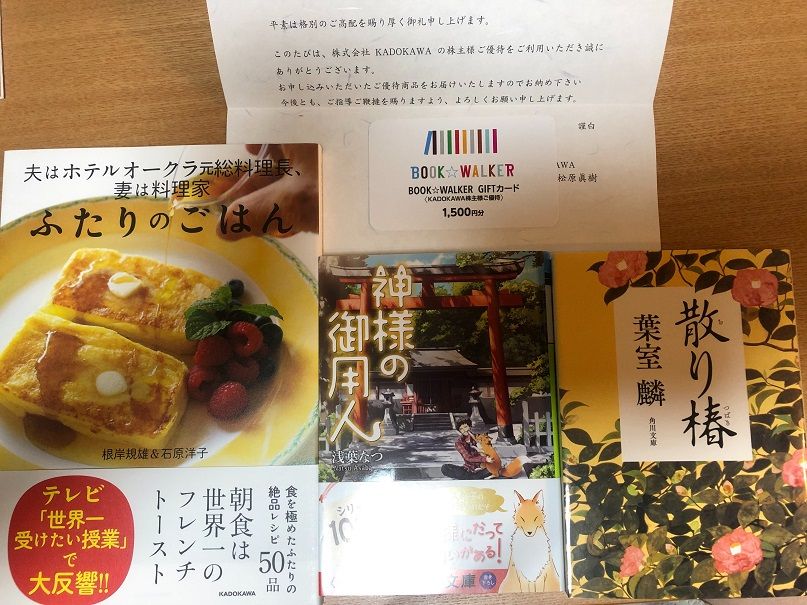 平素は格別のご高配を賜り厚く御礼申し上げます。
このたびは、株式会社 KADOKAWA の株主様ご優待をご利用いただき誠に
ありがとうございます。
お申し込みいただいたご優待商品をお届けいたしますのでお納め下さい
今後とも、ご指導ご鞭撻を賜りますよう、よろしくお願い申し上げます。
謹白
松原眞樹
BOOK☆WALKER
BOOK☆WALKER GIFTカード
〈KADOKAWA株主様ご優待〉
1,500円分
夫はホテルオークラ元総料理長、
妻は料理家
ふたりのごはん
根岸規雄&石原洋子
テレビ
「世界一
受けたい授業」
で
大反響!!
食を極めたふたりの
絶品レシピ50品
朝食は
世界一の
フレンチ
トースト
KADOKAWA
神様の
御用人
浅葉なつ
Natsu Asaba
シリ
文庫
散り椿
つばき
葉室 麟
角川文庫